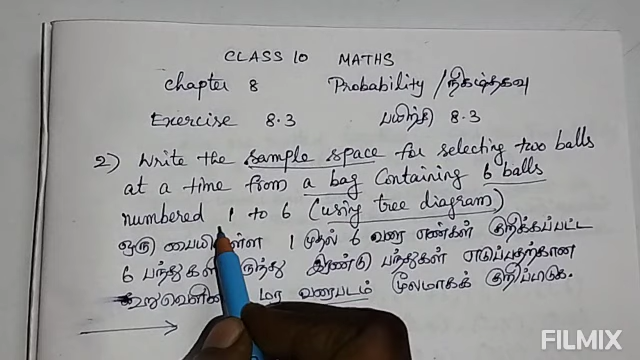 CLASS 10 MATHS
Chapter 8 Probability / நிகழ்தகவு
Exercise 8.3 பயிற்சி 8.3
2) Write the sample space for selecting two balls
at a time from a bag containing 6 balls
numbered 1 to 6 (using tree diagram)
ஒரு 1 முதல் 6 வரை எண்கள் குறிக்கப்பட்ட
6 இரண்டு பந்துகள் எடுப்பதற்கான
மர வரைபடம் மூலமாகக் குறிப்பிடுக.
FILMIX